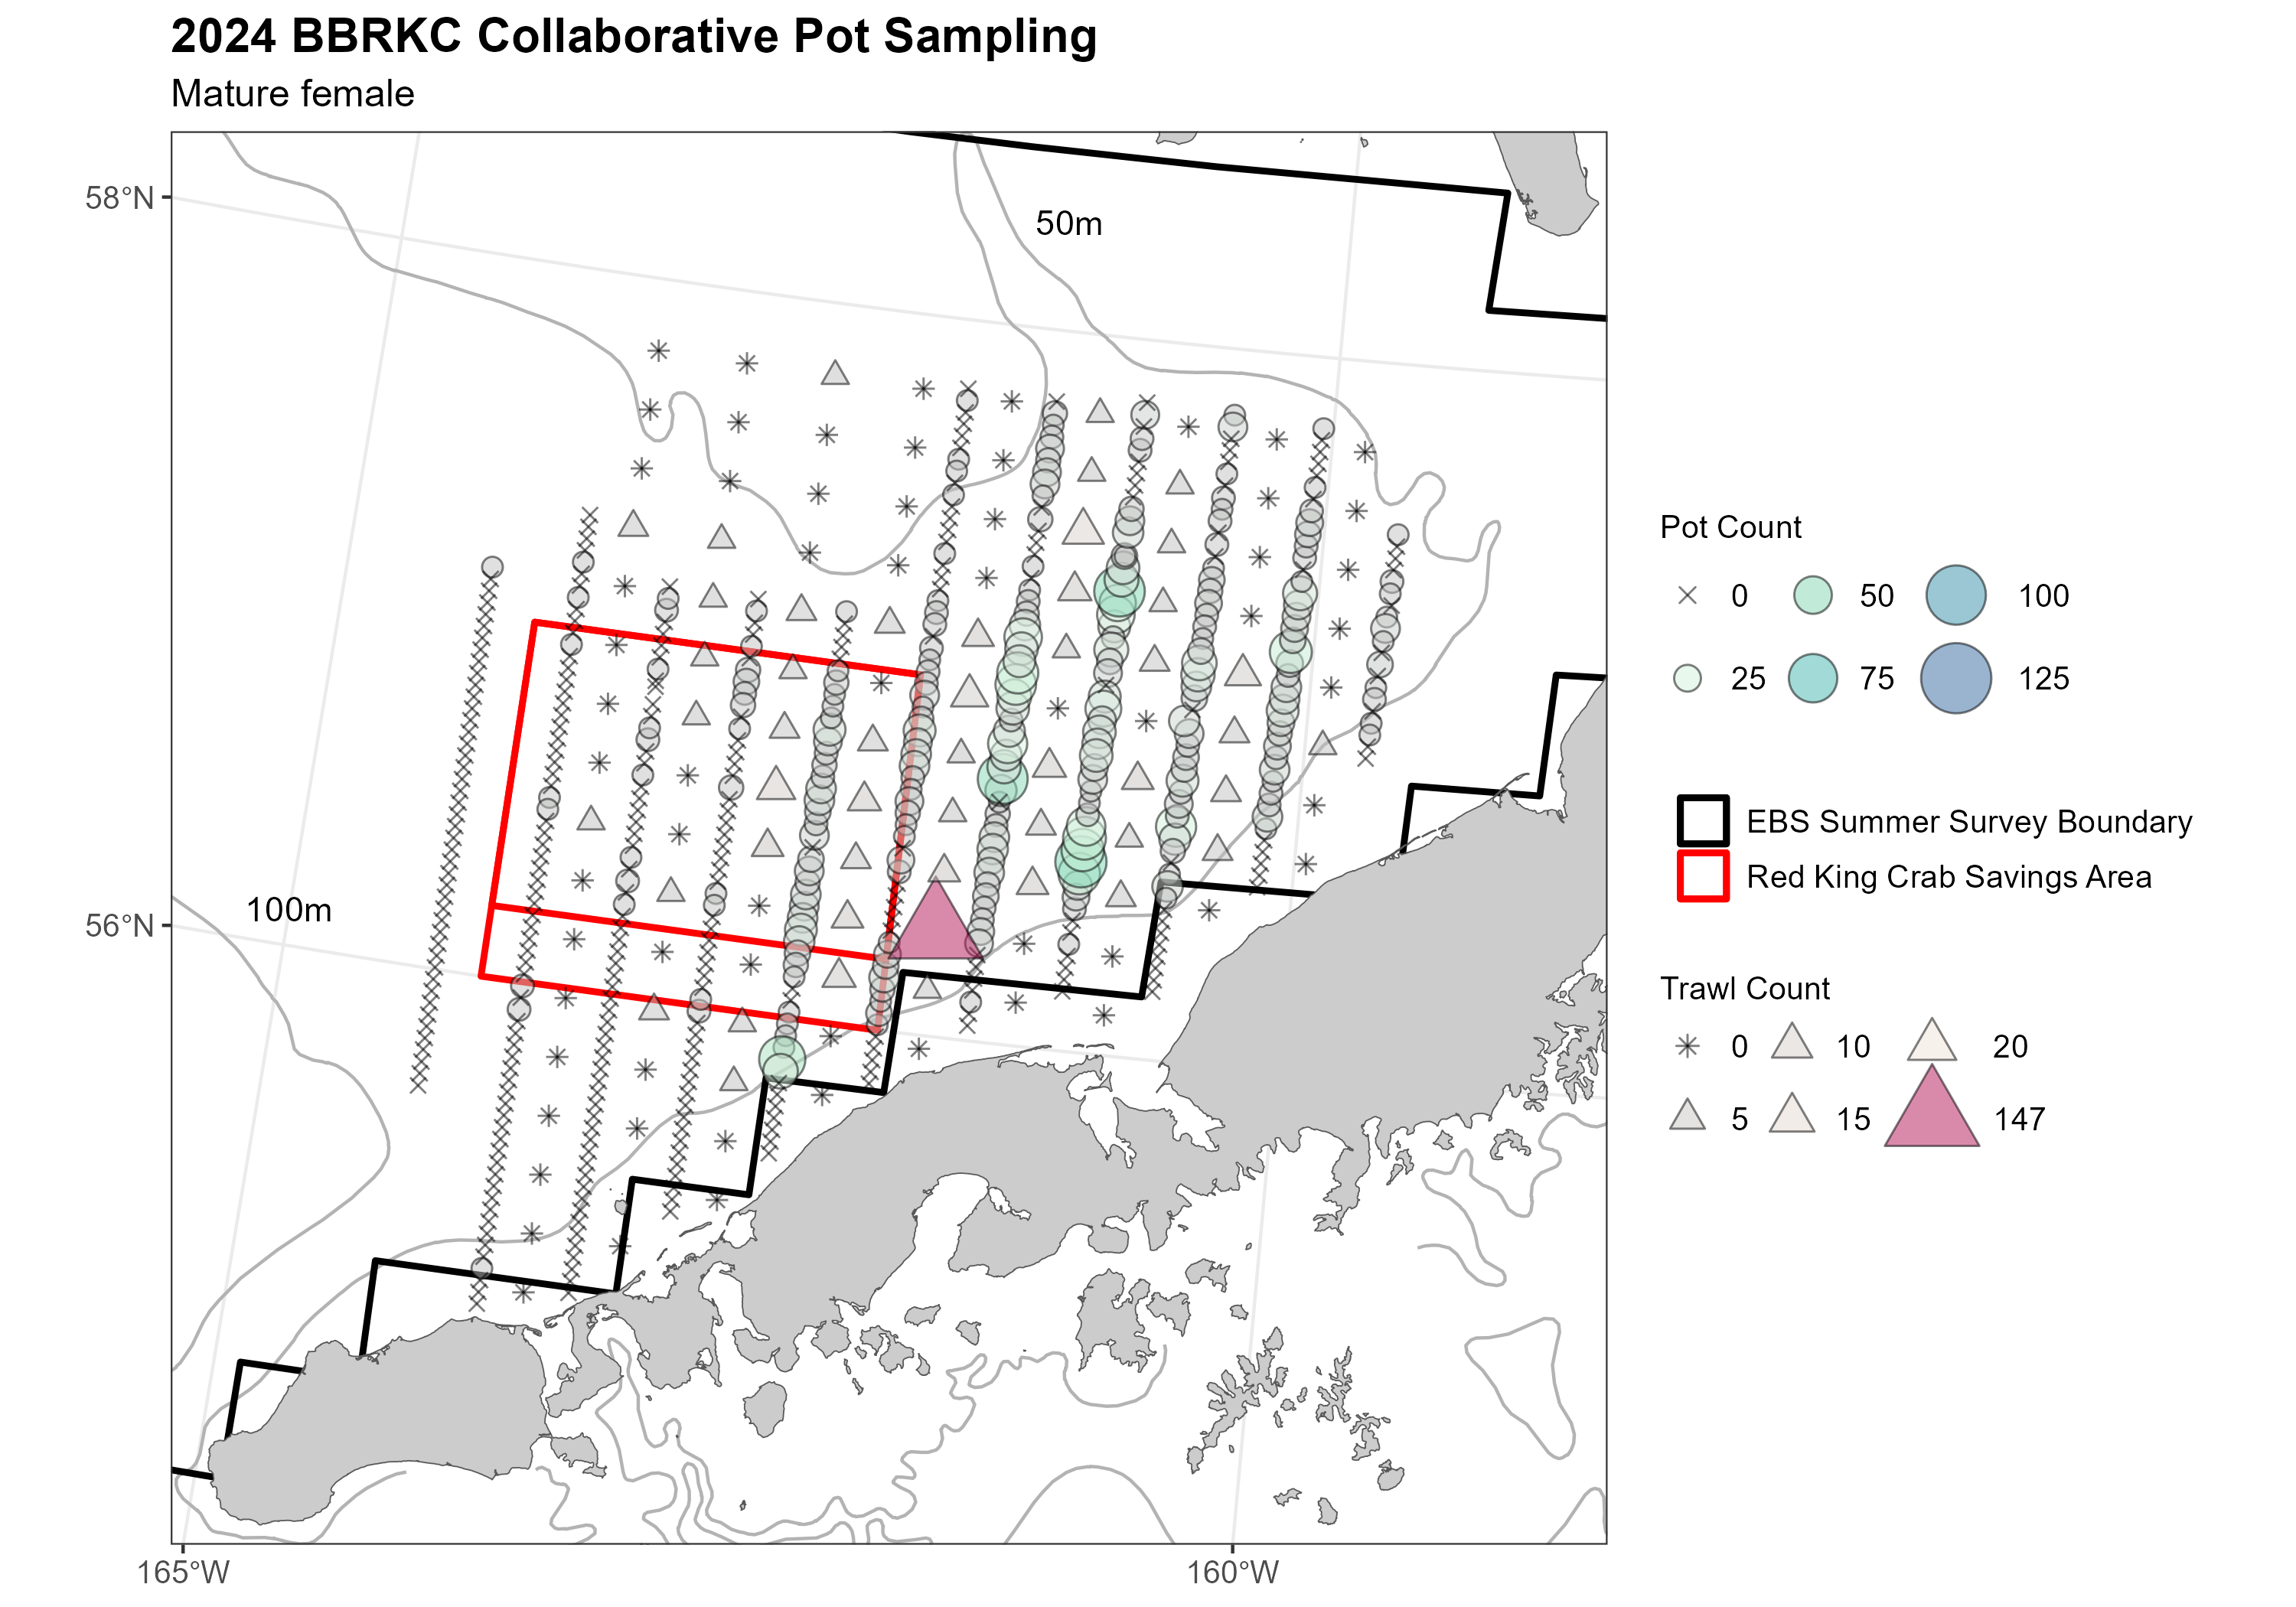 2024 BBRKC Collaborative Pot Sampling
Mature female
58°N
56°N
165°W
160°W
50m
100m
Pot Count
0 50 100
25 75 125
EBS Summer Survey Boundary
Red King Crab Savings Area
Trawl Count
0 10 20
5 15 147